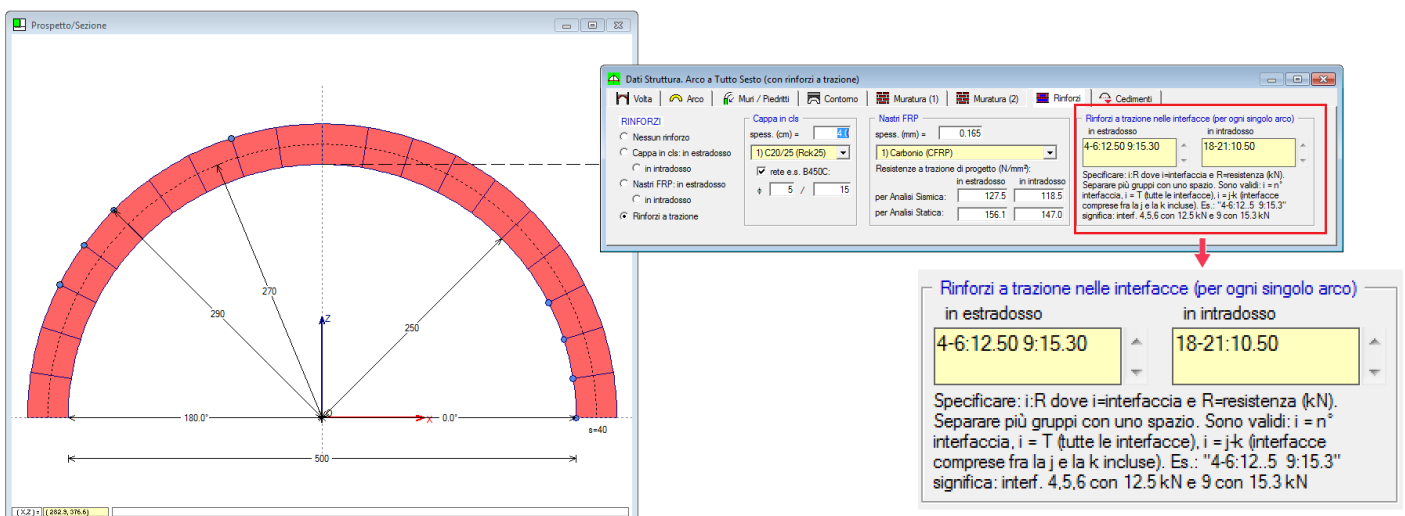 Prospetto/Sezione
270
290
250
Z
X
O
180.0°
0.0°
s=40
500
(X,Z)= (282.9, 376.6)
Dati Struttura. Arco a Tutto Sesto (con rinforzi a trazione)
Volta Arco Muri / Piedritti Contorno Muratura (1) Muratura (2) Rinforzi Cedimenti
RINFORZI
Nessun rinforzo
Cappa in cls: in estradosso
in intradosso
Nastri FRP: in estradosso
in intradosso
Rinforzi a trazione
Cappa in cls
spess. (cm) = 4.0
1) C20/25 (Rck25)
rete e.s. B450C:
ϕ 5 / 15
Nastri FRP
spess. (mm) = 0.165
1) Carbonio (CFRP)
Resistenze a trazione di progetto (N/mm²):
in estradosso in intradosso
per Analisi Sismica: 127.5 118.5
per Analisi Statica: 156.1 147.0
Rinforzi a trazione nelle interfacce (per ogni singolo arco)
in estradosso in intradosso
4-6:12.50 9:15.30 18-21:10.50
Specificare: i:R dove i=interfaccia e R=resistenza (kN).
Separare più gruppi con uno spazio. Sono validi: i = n°
interfaccia, i = T (tutte le interfacce), i = j-k (interfacce
comprese fra la j e la k incluse). Es.: "4-6:12..5 9:15.3"
significa: interf. 4,5,6 con 12.5 kN e 9 con 15.3 kN
Rinforzi a trazione nelle interfacce (per ogni singolo arco)
in estradosso in intradosso
4-6:12.50 9:15.30 18-21:10.50
Specificare: i:R dove i=interfaccia e R=resistenza (kN).
Separare più gruppi con uno spazio. Sono validi: i = n°
interfaccia, i = T (tutte le interfacce), i = j-k (interfacce
comprese fra la j e la k incluse). Es.: "4-6:12..5 9:15.3"
significa: interf. 4,5,6 con 12.5 kN e 9 con 15.3 kN